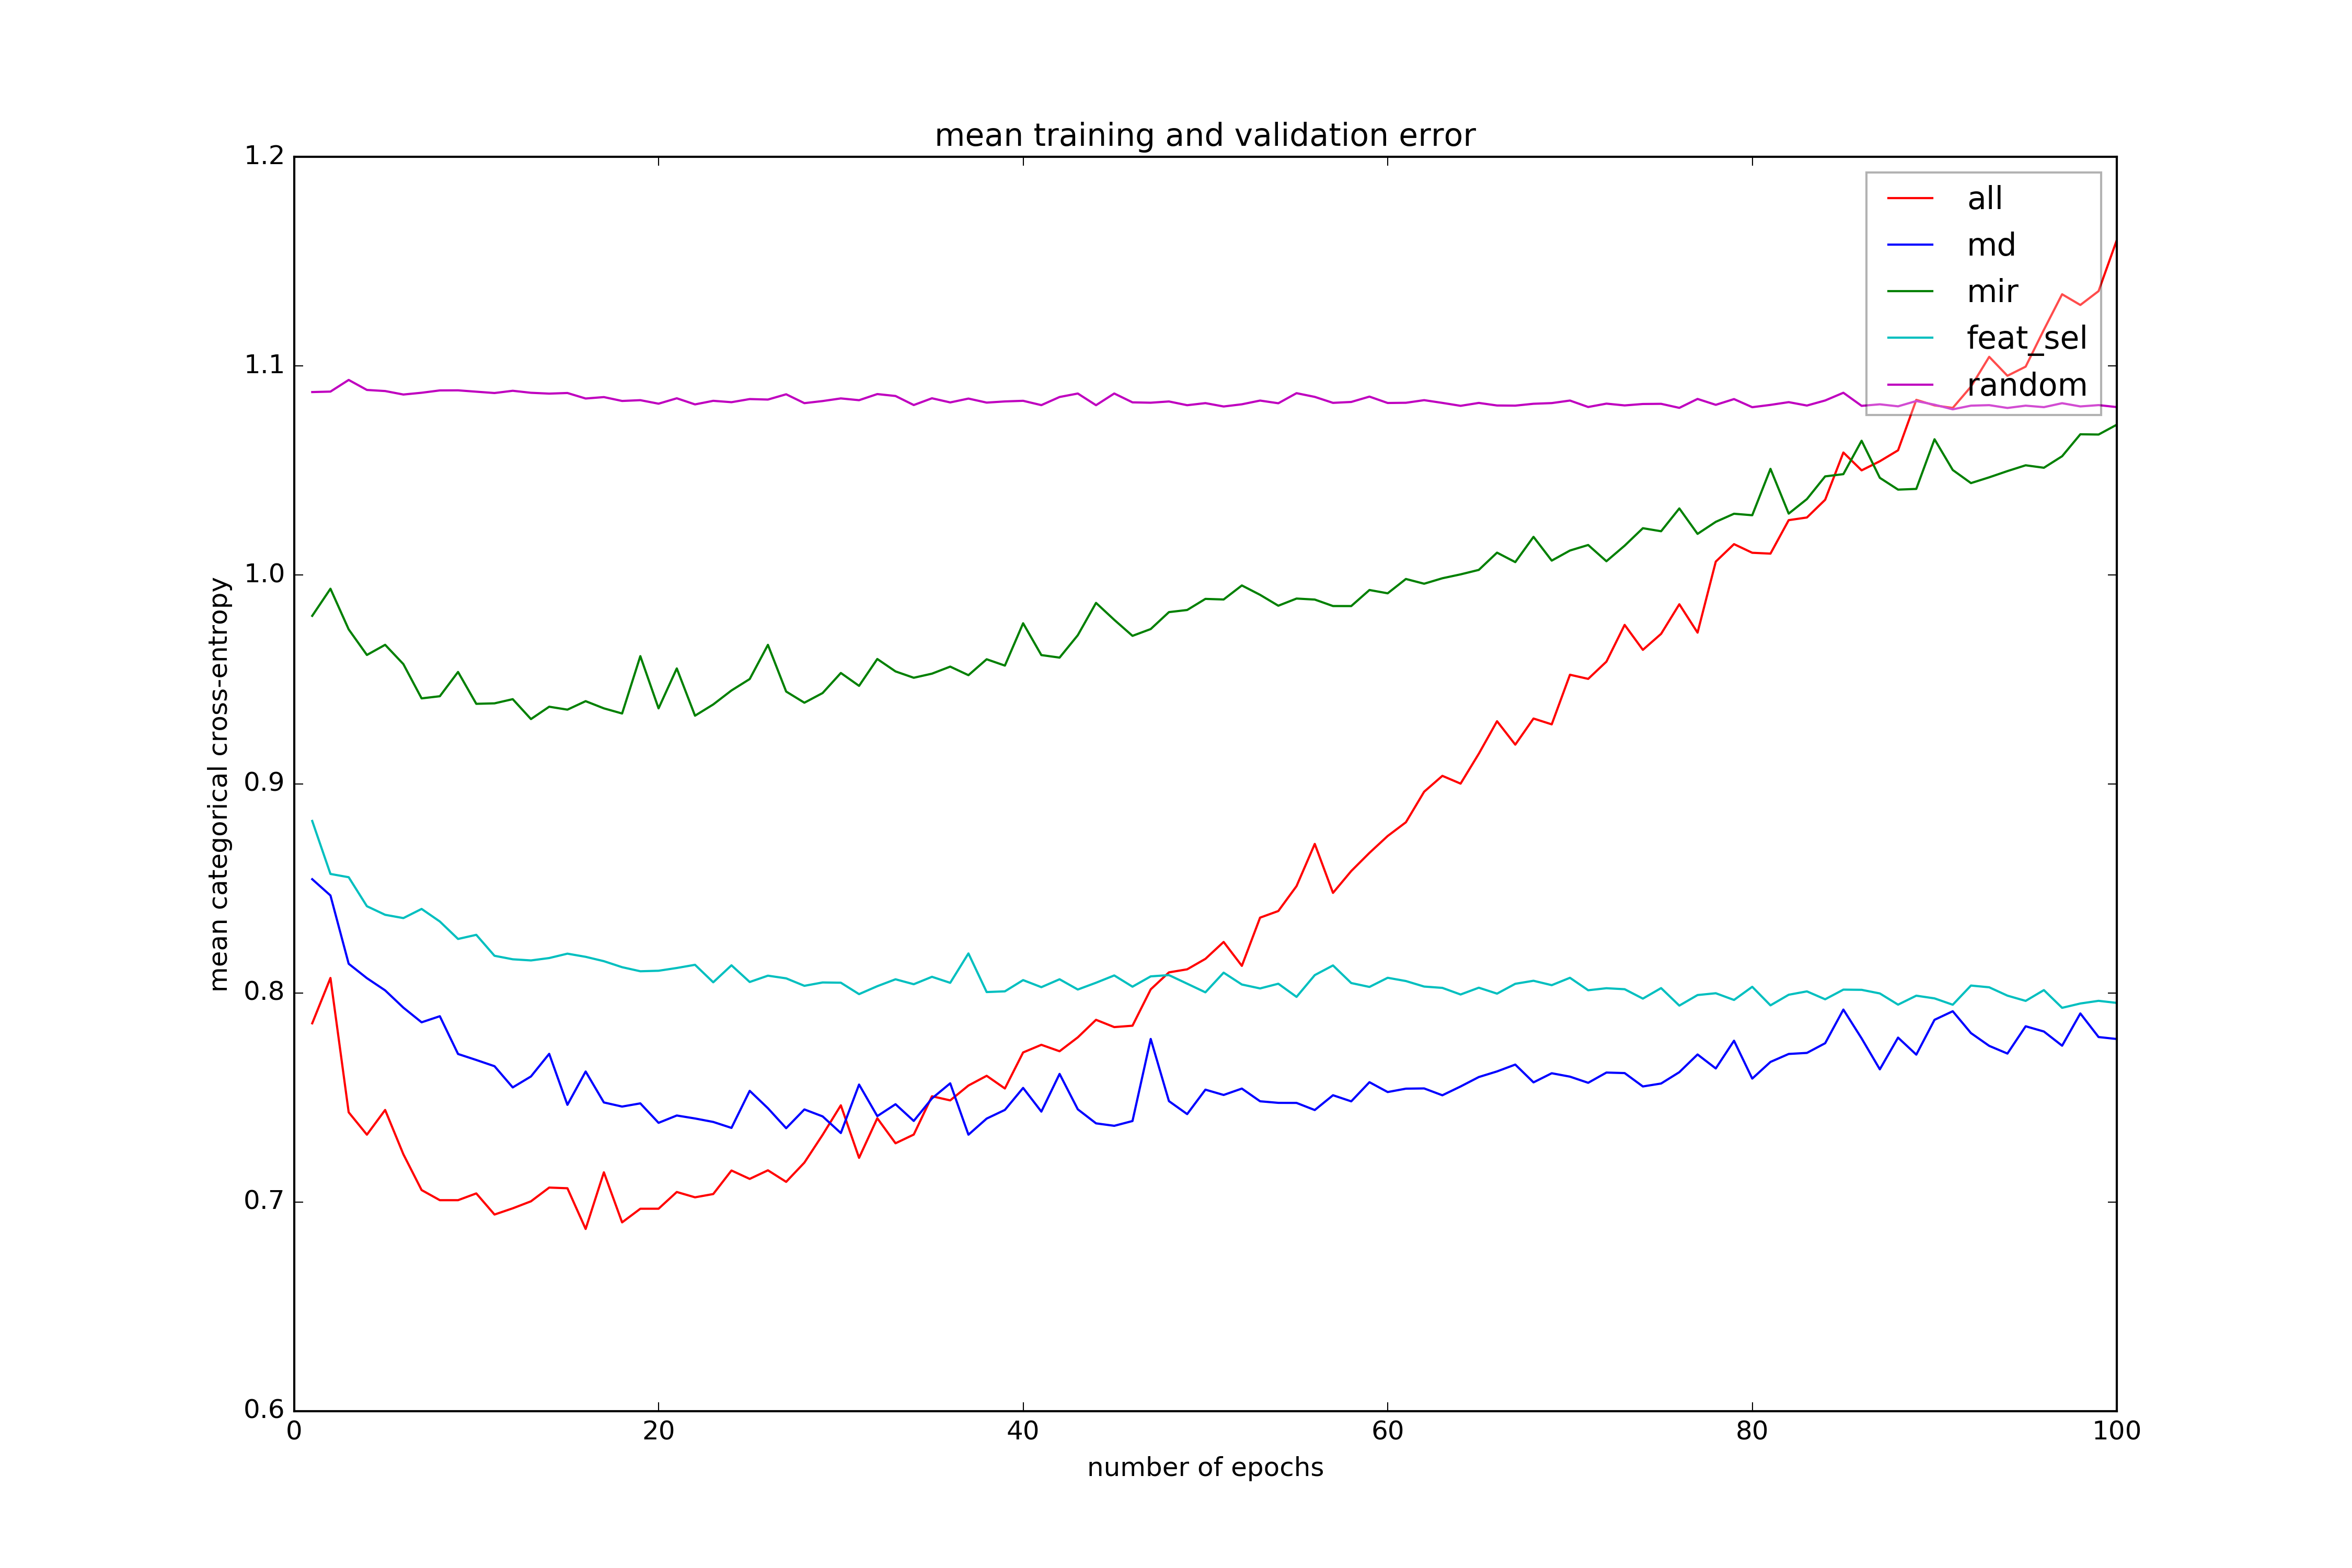 mean training and validation error
1.2
1.1
1.0
0.9
0.8
0.7
0.6
mean categorical cross-entropy
all
md
mir
feat_sel
random
0 20 40 60 80 100
number of epochs